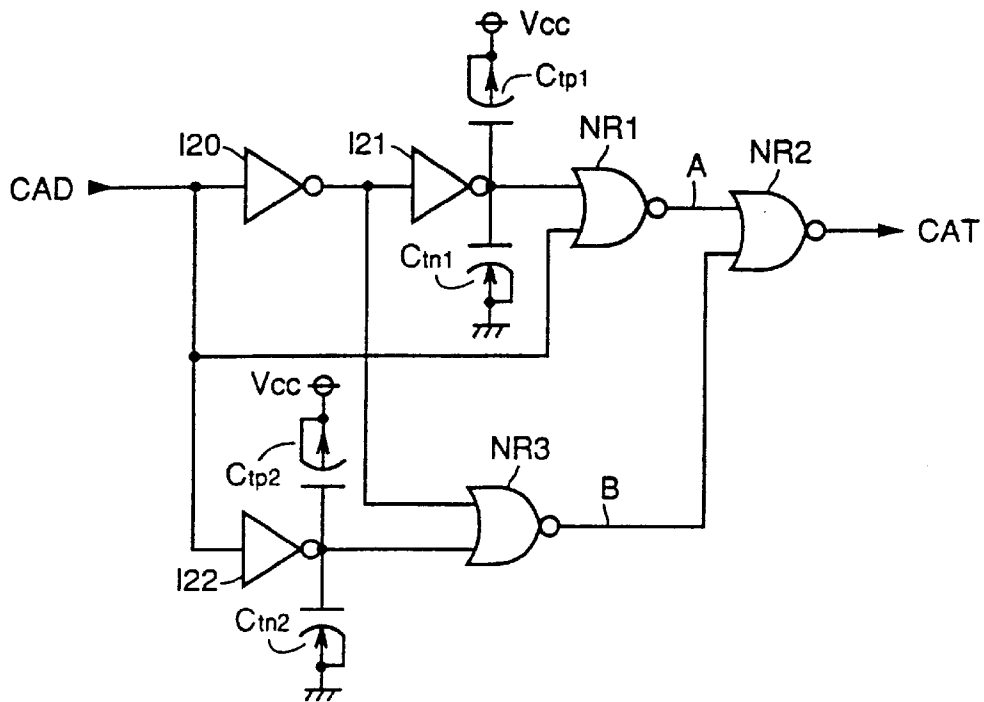 Vcc
Ctp1
NR1
I20
I21
A
NR2
CAD
CAT
Ctn1
Vcc
Ctp2
NR3
B
I22
Ctn2